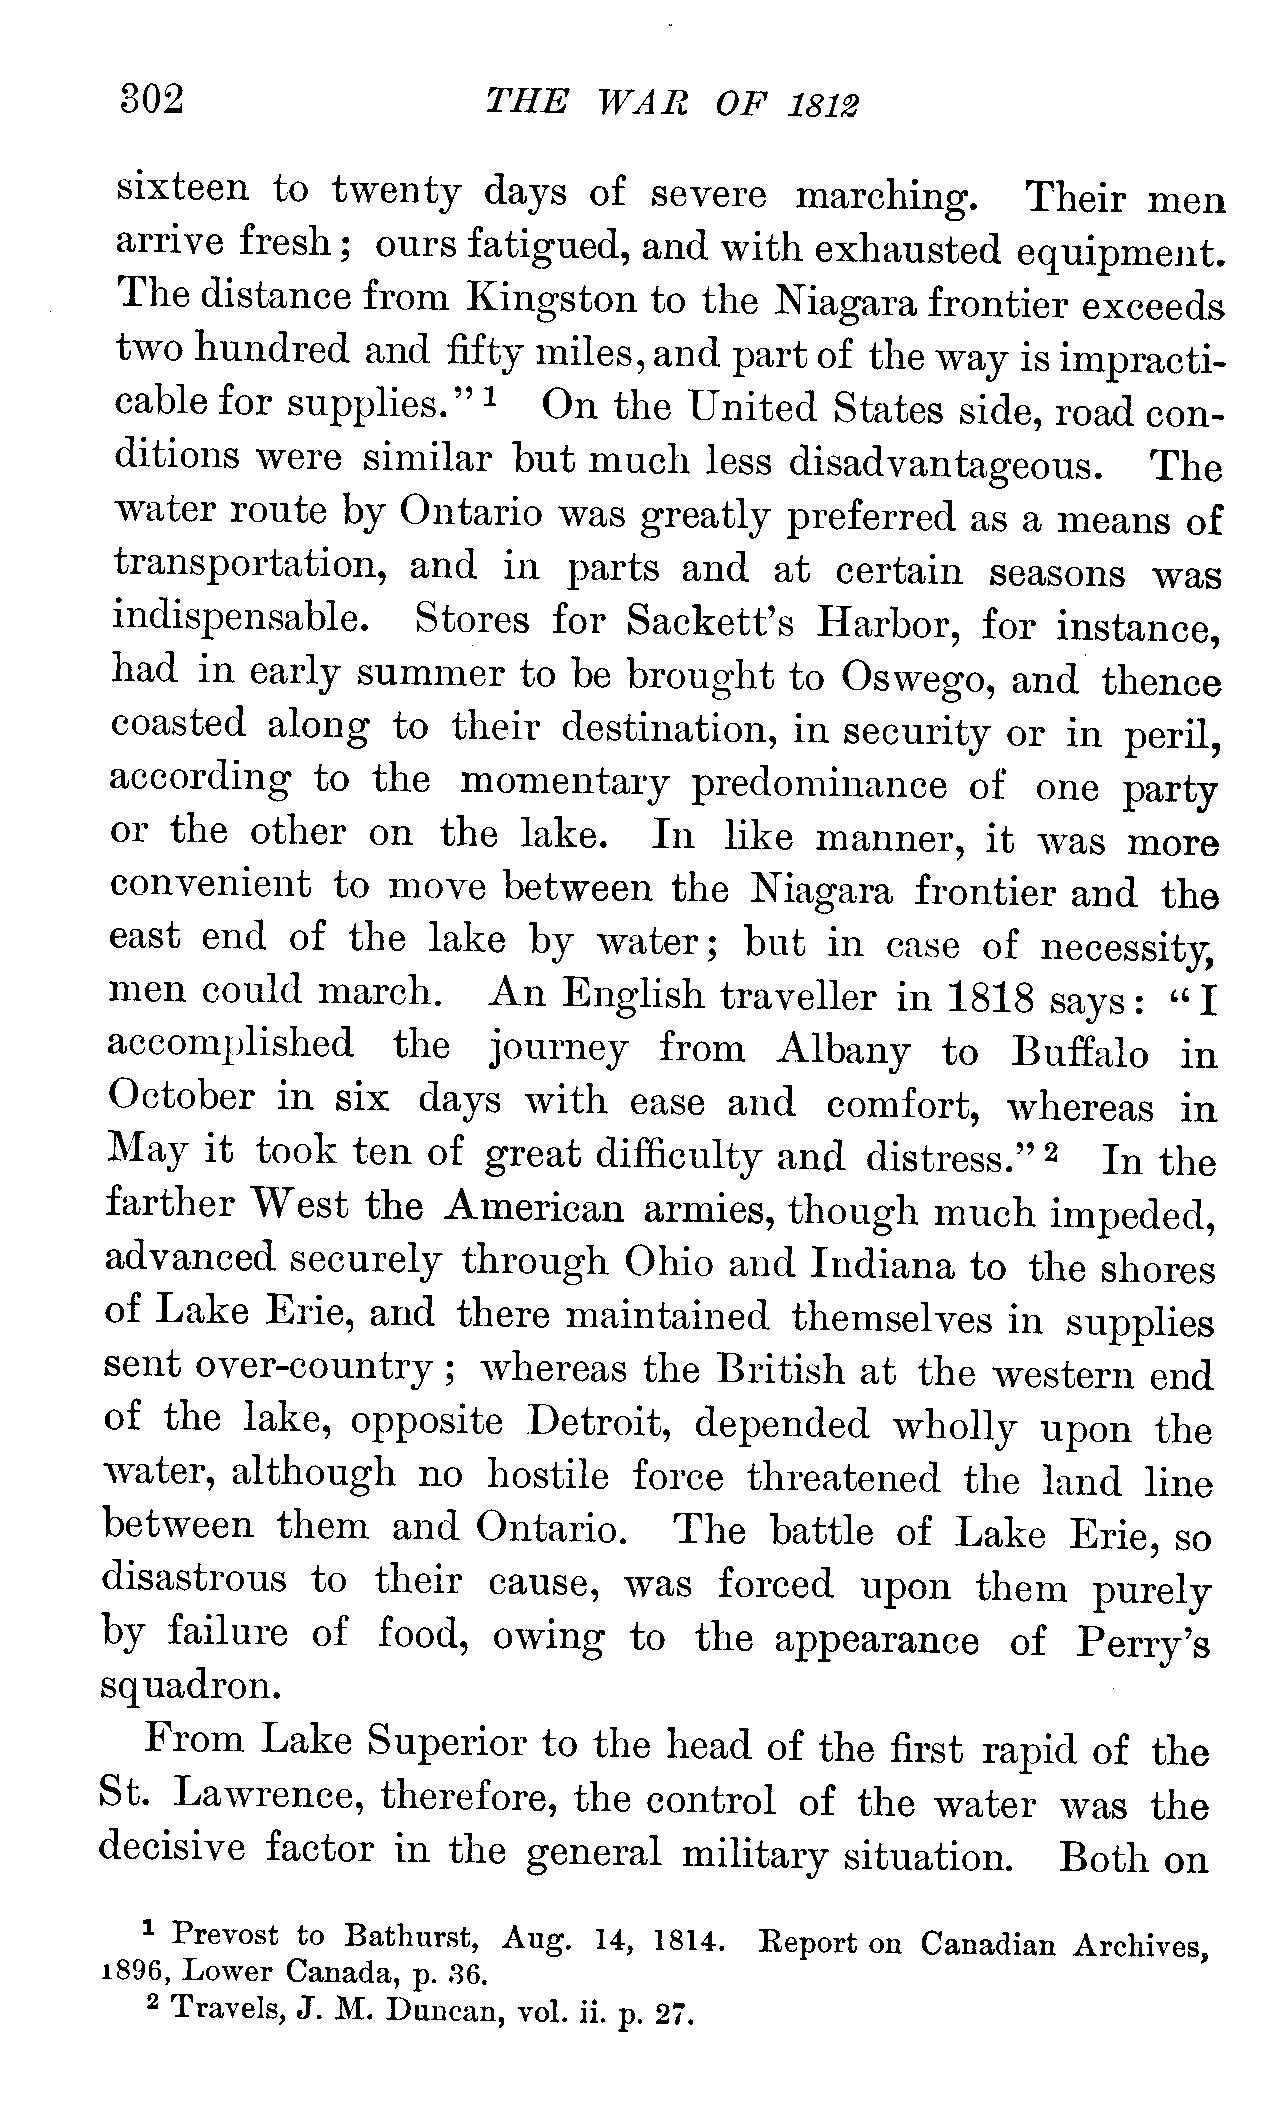 302 THE WAR OF 1812
sixteen to twenty days of severe marching. Their men
arrive fresh; ours fatigued, and with exhausted equipment.
The distance from Kingston to the Niagara frontier exceeds
two hundred and fifty miles, and part of the way is impracti-
cable for supplies." 1 On the United States side, road con-
ditions were similar but much less disadvantageous. The
water route by Ontario was greatly preferred as a means of
transportation, and in parts and at certain seasons was
indispensable. Stores for Sackett's Harbor, for instance,
had in early summer to be brought to Oswego, and thence
coasted along to their destination, in security or in peril,
according to the momentary predominance of one party
or the other on the lake. In like manner, it was more
convenient to move between the Niagara frontier and the
east end of the lake by water; but in case of necessity,
men could march. An English traveller in 1818 says: "I
accomplished the journey from Albany to Buffalo in
October in six days with ease and comfort, whereas in
May it took ten of great difficulty and distress." 2 In the
farther West the American armies, though much impeded,
advanced securely through Ohio and Indiana to the shores
of Lake Erie, and there maintained themselves in supplies
sent over-country; whereas the British at the western end
of the lake, opposite Detroit, depended wholly upon the
water, although no hostile force threatened the land line
between them and Ontario. The battle of Lake Erie, so
disastrous to their cause, was forced upon them purely
by failure of food, owing to the appearance of Perry's
squadron.
From Lake Superior to the head of the first rapid of the
St. Lawrence, therefore, the control of the water was the
decisive factor in the general military situation. Both on
1 Prevost to Bathurst, Aug. 14, 1814. Report on Canadian Archives,
1896, Lower Canada, p. 36.
2 Travels, J. M. Duncan, vol. ii. p. 27.